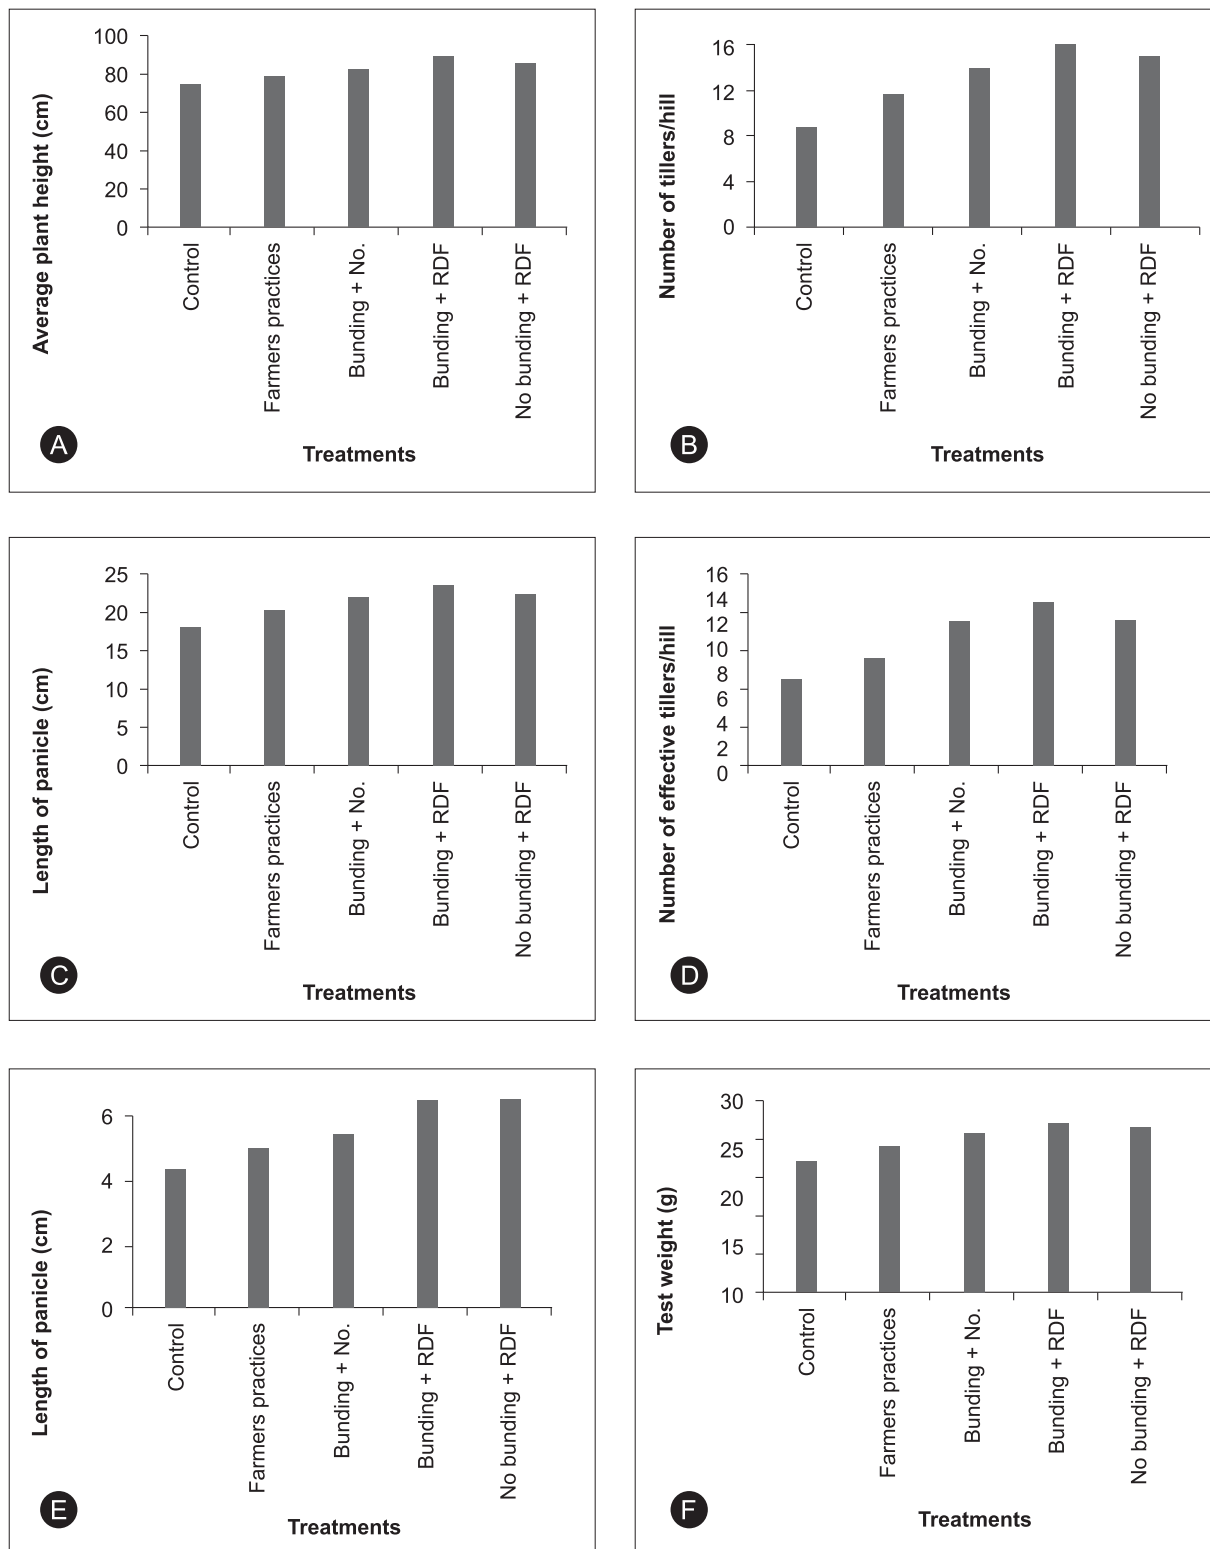 Average plant height (cm)
100
80
60
40
20
0
Control
Farmers practices
Bunding + No.
Bunding + RDF
No bunding + RDF
Treatments
A
Number of tillers/hill
16
12
8
4
0
Control
Farmers practices
Bunding + No.
Bunding + RDF
No bunding + RDF
Treatments
B
Length of panicle (cm)
25
20
15
10
5
0
Control
Farmers practices
Bunding + No.
Bunding + RDF
No bunding + RDF
Treatments
C
Number of effective tillers/hill
16
14
12
10
8
6
4
2
0
Control
Farmers practices
Bunding + No.
Bunding + RDF
No bunding + RDF
Treatments
D
Length of panicle (cm)
6
4
2
0
Control
Farmers practices
Bunding + No.
Bunding + RDF
No bunding + RDF
Treatments
E
Test weight (g)
30
25
20
15
10
Control
Farmers practices
Bunding + No.
Bunding + RDF
No bunding + RDF
Treatments
F